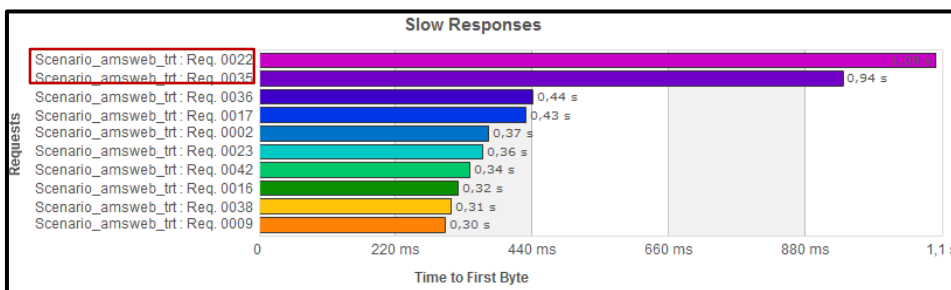 Slow Responses
Requests
Scenario_amsweb_trt : Req. 0022
Scenario_amsweb_trt : Req. 0035 0,94 s
Scenario_amsweb_trt : Req. 0036 0,44 s
Scenario_amsweb_trt : Req. 0017 0,43 s
Scenario_amsweb_trt : Req. 0002 0,37 s
Scenario_amsweb_trt : Req. 0023 0,36 s
Scenario_amsweb_trt : Req. 0042 0,34 s
Scenario_amsweb_trt : Req. 0016 0,32 s
Scenario_amsweb_trt : Req. 0038 0,31 s
Scenario_amsweb_trt : Req. 0009 0,30 s
0 220 ms 440 ms 660 ms 880 ms 1,1 s
Time to First Byte